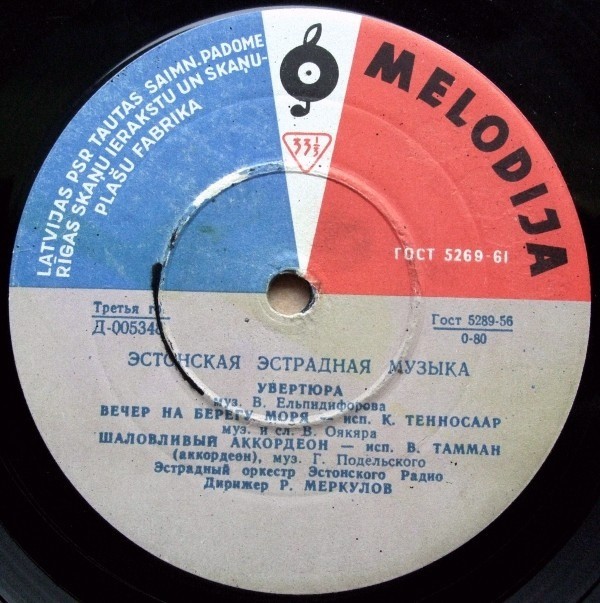 LATVIJAS PSR TAUTAS SAIMN. PADOME
RĪGAS SKAŅU IERAKSTU UN SKAŅU-
PLAŠU FABRIKA
MELODIJA
33⅓
ГОСТ 5269-61
Третья
Д-005348
Гост 5289-56
0-80
ЭСТОНСКАЯ ЭСТРАДНАЯ МУЗЫКА
УВЕРТЮРА
муз. В. Ельпидифорова
ВЕЧЕР НА БЕРЕГУ МОРЯ — исп. К. ТЕННОСААР
муз. и сл. В. Оякяра
ШАЛОВЛИВЫЙ АККОРДЕОН — исп. В. ТАММАН
(аккордеон), муз. Г. Подельского
Эстрадный оркестр Эстонского Радио
Дирижер Р. МЕРКУЛОВ